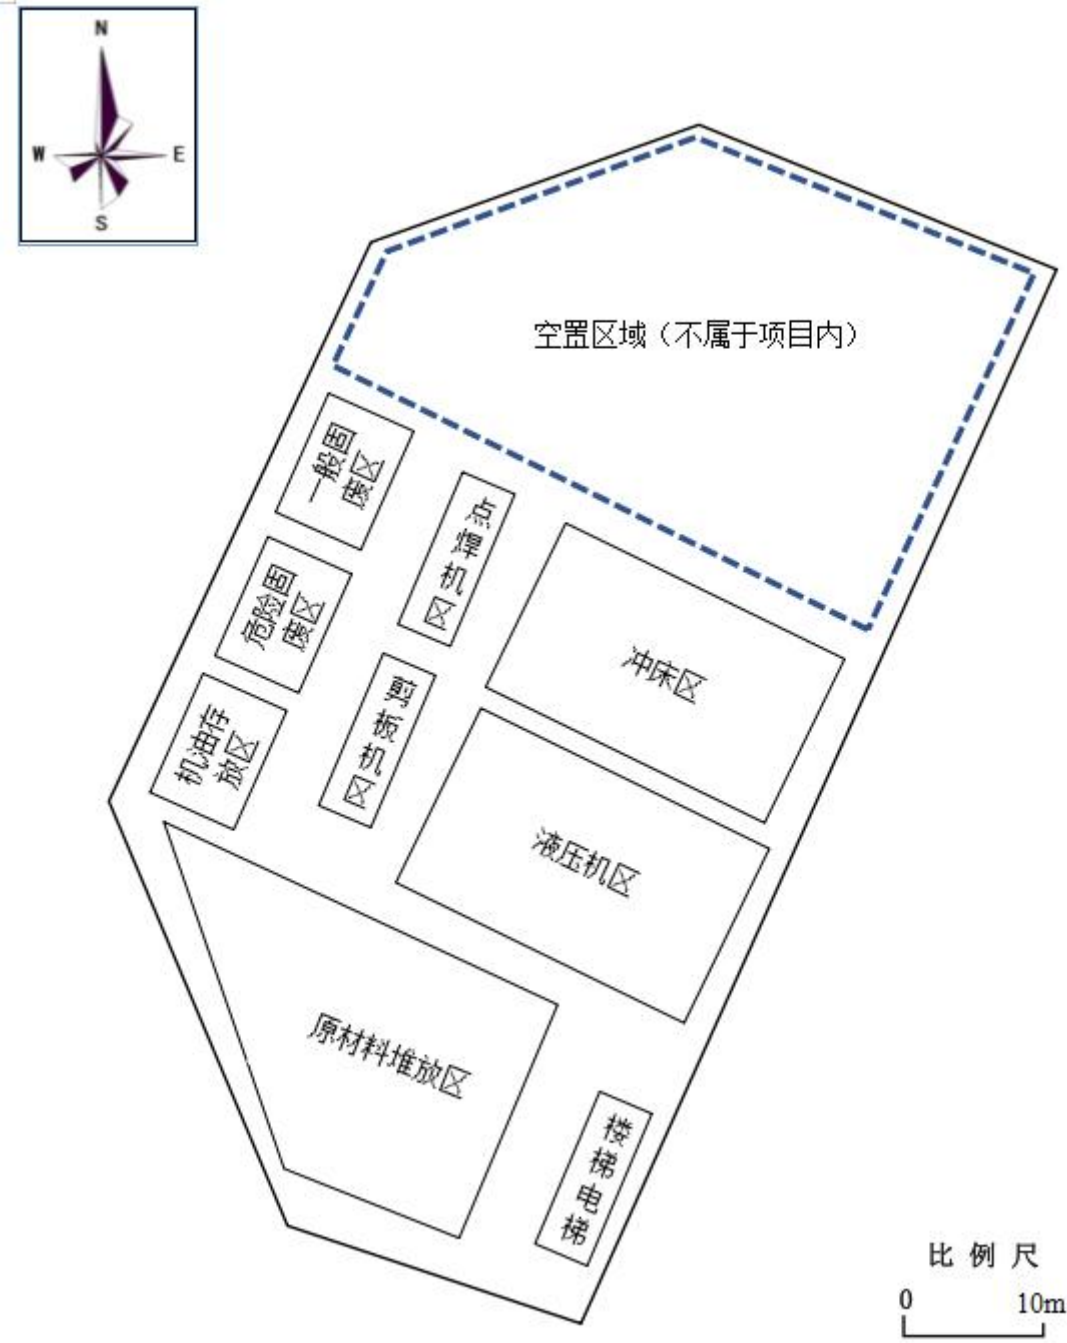 N
W
E
S
空置区域（不属于项目内）
一般固
废区
点焊机区
危险固
废区
冲床区
剪板机区
机油存
放区
液压机区
原材料堆放区
楼梯电梯
比例尺
0 10m